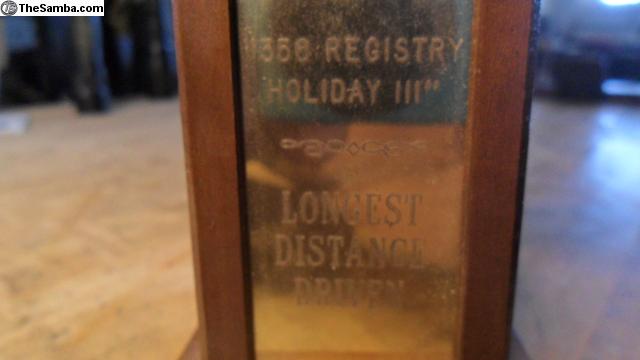 TheSamba.com
"356 REGISTRY
HOLIDAY III"
LONGEST
DISTANCE
DRIVEN